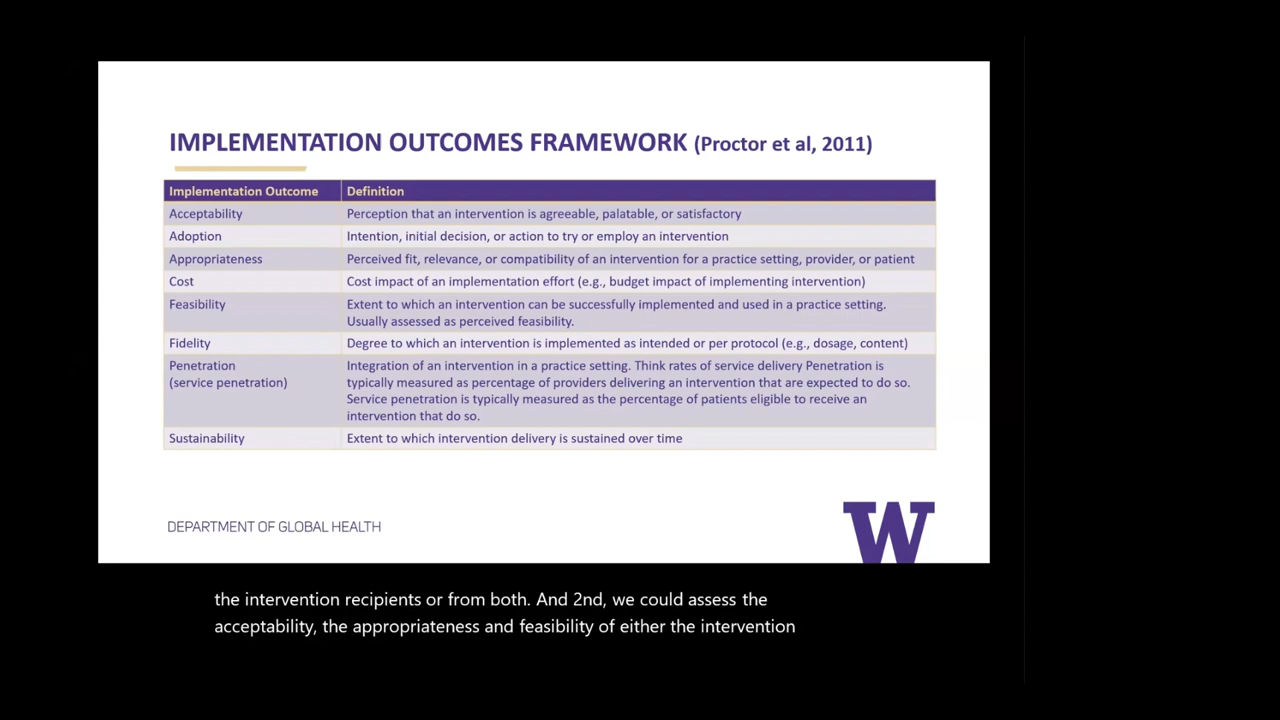 IMPLEMENTATION OUTCOMES FRAMEWORK (Proctor et al, 2011)
Implementation Outcome Definition
Acceptability Perception that an intervention is agreeable, palatable, or satisfactory
Adoption Intention, initial decision, or action to try or employ an intervention
Appropriateness Perceived fit, relevance, or compatibility of an intervention for a practice setting, provider, or patient
Cost Cost impact of an implementation effort (e.g., budget impact of implementing intervention)
Feasibility Extent to which an intervention can be successfully implemented and used in a practice setting.
Usually assessed as perceived feasibility.
Fidelity Degree to which an intervention is implemented as intended or per protocol (e.g., dosage, content)
Penetration Integration of an intervention in a practice setting. Think rates of service delivery Penetration is
(service penetration) typically measured as percentage of providers delivering an intervention that are expected to do so.
Service penetration is typically measured as the percentage of patients eligible to receive an
intervention that do so.
Sustainability Extent to which intervention delivery is sustained over time
DEPARTMENT OF GLOBAL HEALTH
W
the intervention recipients or from both. And 2nd, we could assess the
acceptability, the appropriateness and feasibility of either the intervention